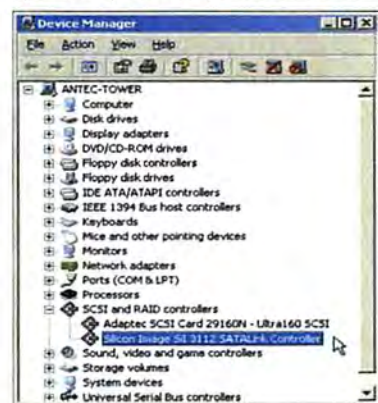 Device Manager
File Action View Help
ANTEC-TOWER
Computer
Disk drives
Display adapters
DVD/CD-ROM drives
Floppy disk controllers
Floppy disk drives
IDE ATA/ATAPI controllers
IEEE 1394 Bus host controllers
Keyboards
Mice and other pointing devices
Monitors
Network adapters
Ports (COM & LPT)
Processors
SCSI and RAID controllers
Adaptec SCSI Card 29160N - Ultra160 SCSI
Silicon Image SI 3112 SATALink Controller
Sound, video and game controllers
Storage volumes
System devices
Universal Serial Bus controllers